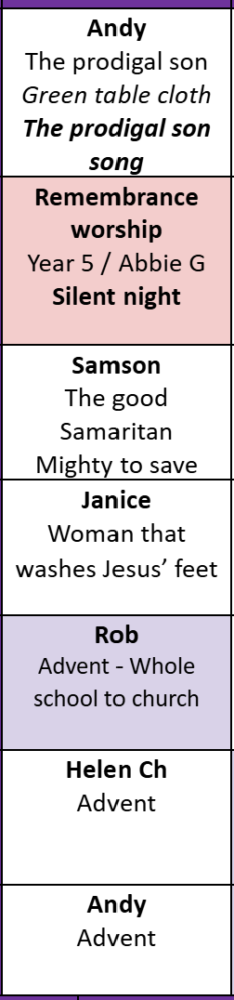 Andy
The prodigal son
Green table cloth
The prodigal son
song
Remembrance
worship
Year 5 / Abbie G
Silent night
Samson
The good
Samaritan
Mighty to save
Janice
Woman that
washes Jesus’ feet
Rob
Advent - Whole
school to church
Helen Ch
Advent
Andy
Advent